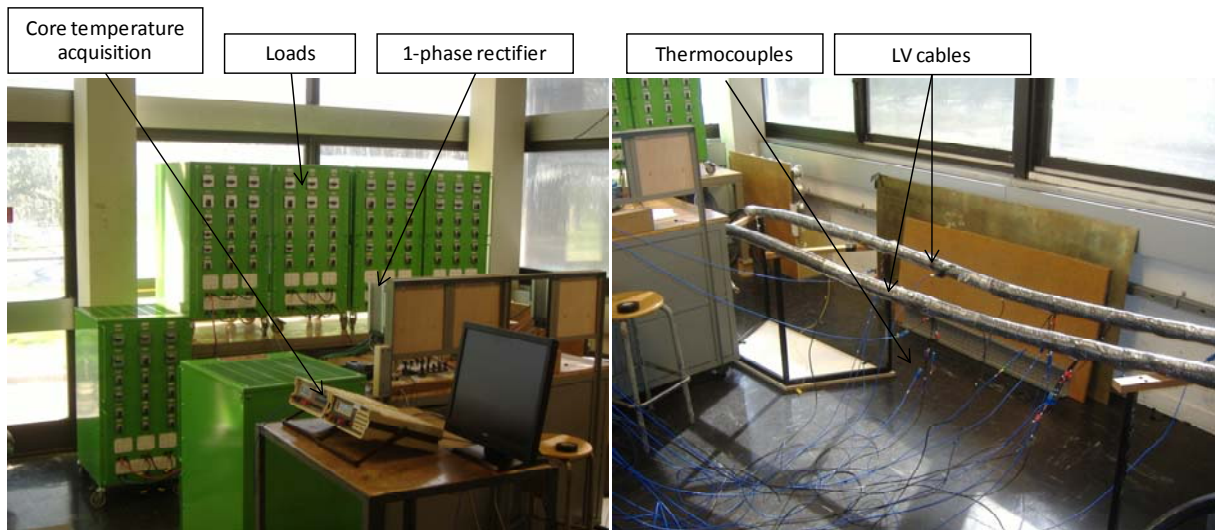 Core temperature
acquisition
Loads
1-phase rectifier
Thermocouples
LV cables